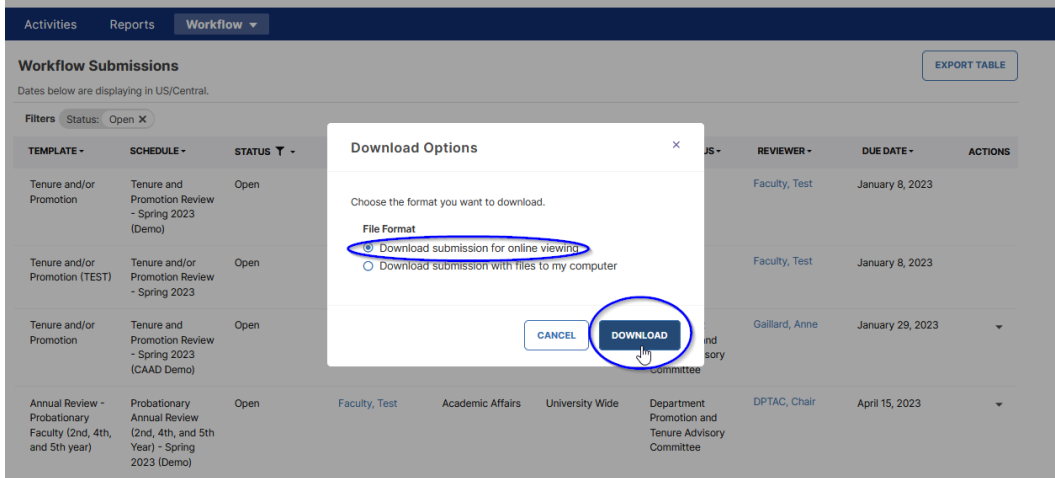 Activities Reports Workflow
Workflow Submissions
EXPORT TABLE
Dates below are displaying in US/Central.
Filters Status: Open X
TEMPLATE SCHEDULE STATUS US REVIEWER DUE DATE ACTIONS
Download Options
×
Choose the format you want to download.
File Format
Download submission for online viewing
Download submission with files to my computer
CANCEL DOWNLOAD
Tenure and/or Tenure and Open Faculty, Test January 8, 2023
Promotion Promotion Review
- Spring 2023
(Demo)
Tenure and/or Tenure and/or Open Faculty, Test January 8, 2023
Promotion (TEST) Promotion Review
- Spring 2023
Tenure and/or Tenure and Open Gaillard, Anne January 29, 2023
Promotion Promotion Review
- Spring 2023
(CAAD Demo)
Committee
Annual Review - Probationary Open Faculty, Test Academic Affairs University Wide Department DPTAC, Chair April 15, 2023
Probationary Annual Review Promotion and
Faculty (2nd, 4th, (2nd, 4th, and 5th Tenure Advisory
and 5th year) Year) - Spring Committee
2023 (Demo)